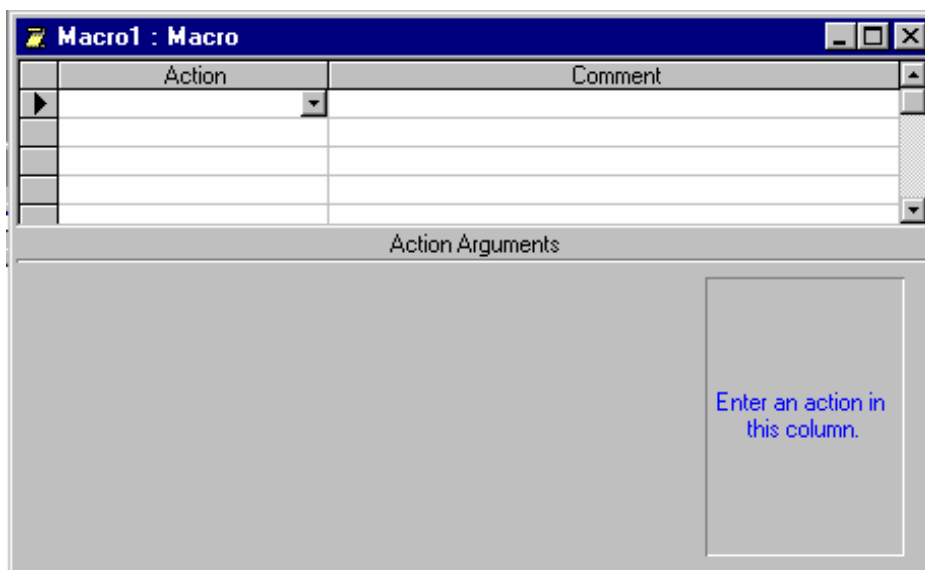 Macro1 : Macro
Action Comment
Action Arguments
Enter an action in
this column.